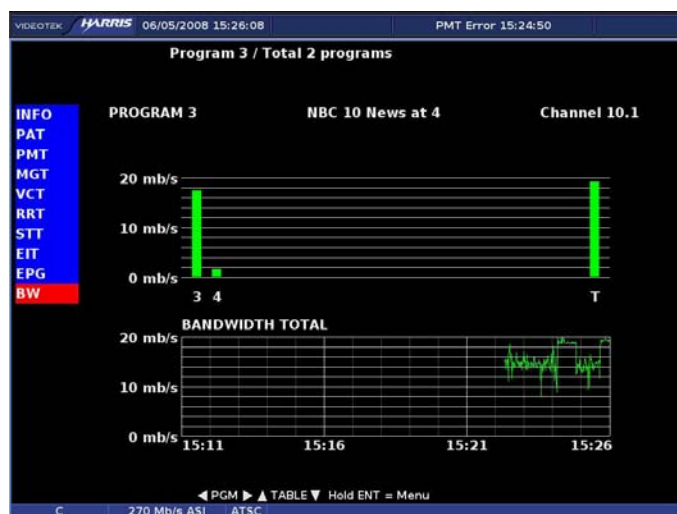 VIDEOTEK HARRIS 06/05/2008 15:26:08 PMT Error 15:24:50
Program 3 / Total 2 programs
PROGRAM 3 NBC 10 News at 4 Channel 10.1
INFO
PAT
PMT
MGT
VCT
RRT
STT
EIT
EPG
BW
20 mb/s
10 mb/s
0 mb/s
3 4 T
BANDWIDTH TOTAL
20 mb/s
10 mb/s
0 mb/s
15:11 15:16 15:21 15:26
◀ PGM ▶ ▲ TABLE ▼ Hold ENT = Menu
C 270 Mb/s ASI ATSC